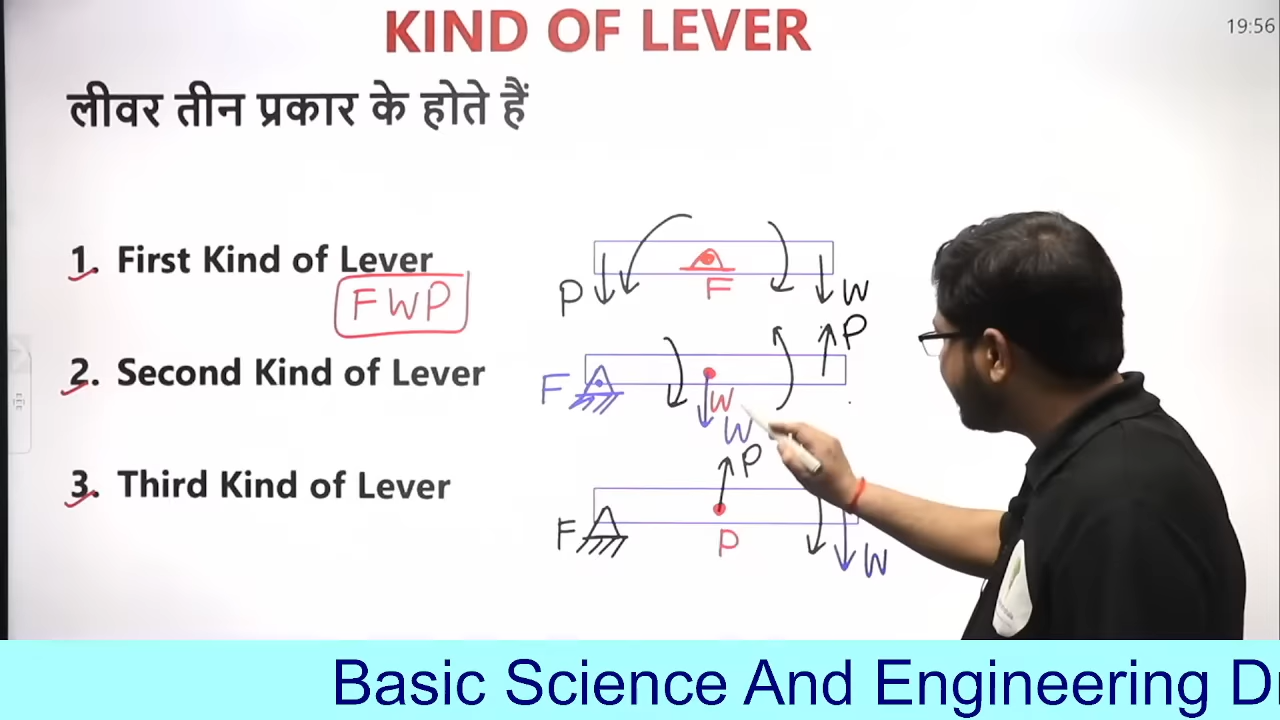 KIND OF LEVER
19:56
लीवर तीन प्रकार के होते हैं
1. First Kind of Lever
FWP
P
F
W
2. Second Kind of Lever
P
F
W
W
3. Third Kind of Lever
P
F
P
W
Basic Science And Engineering Dr